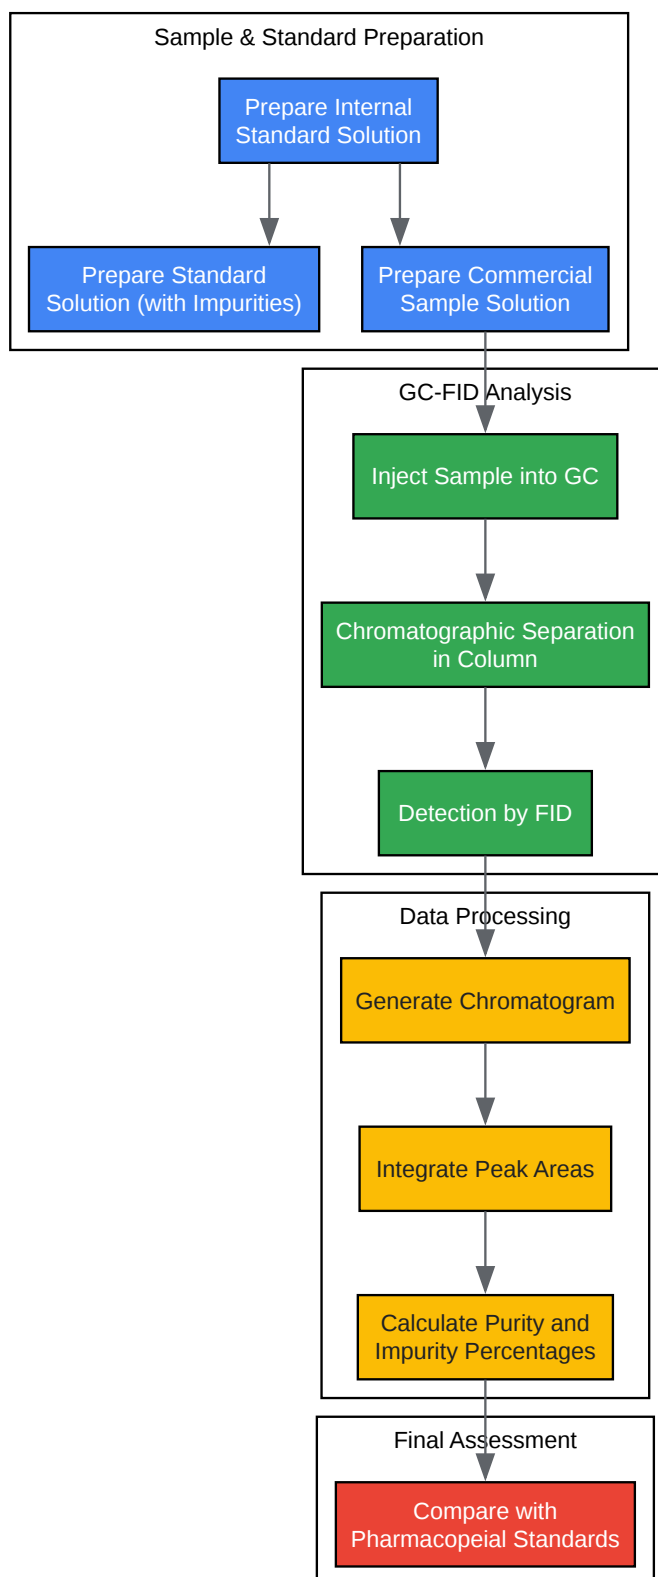 Sample & Standard Preparation
Prepare Internal
Standard Solution
Prepare Standard
Solution (with Impurities)
Prepare Commercial
Sample Solution
GC-FID Analysis
Inject Sample into GC
Chromatographic Separation
in Column
Detection by FID
Data Processing
Generate Chromatogram
Integrate Peak Areas
Calculate Purity and
Impurity Percentages
Final Assessment
Compare with
Pharmacopeial Standards